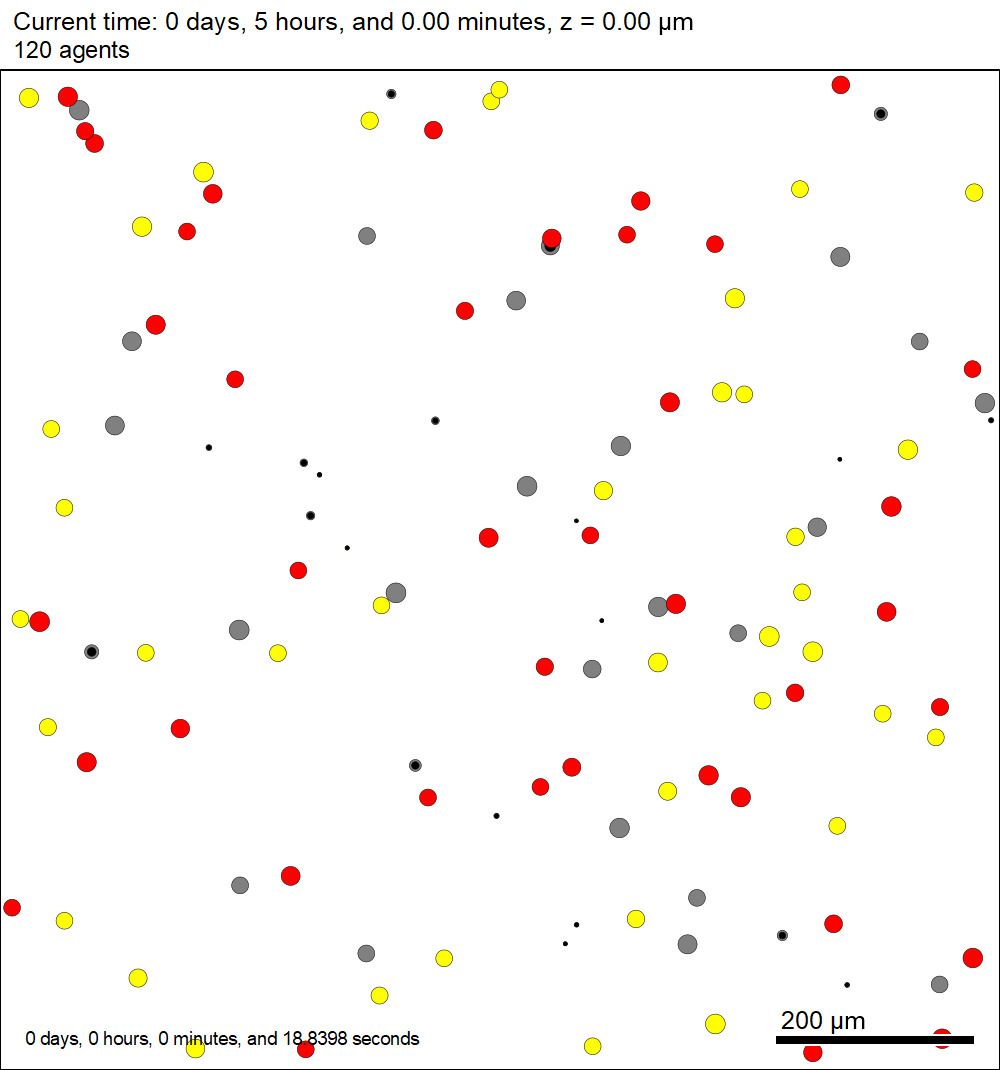 Current time: 0 days, 5 hours, and 0.00 minutes, z = 0.00 µm
120 agents
200 µm
0 days, 0 hours, 0 minutes, and 18.8398 seconds